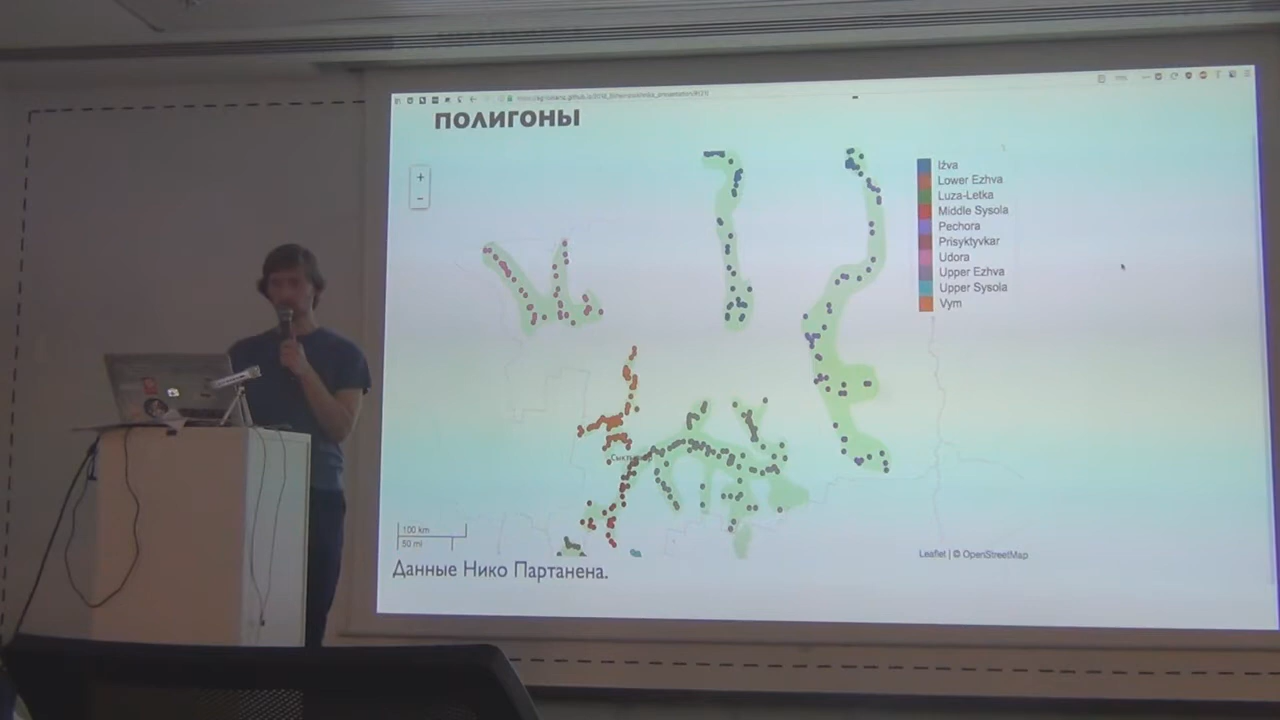 ПОЛИГОНЫ
+
−
Ižva
Lower Ezhva
Luza-Letka
Middle Sysola
Pechora
Prisyktyvkar
Udora
Upper Ezhva
Upper Sysola
Vym
100 km
50 mi
Leaflet | © OpenStreetMap
Данные Нико Партанена.